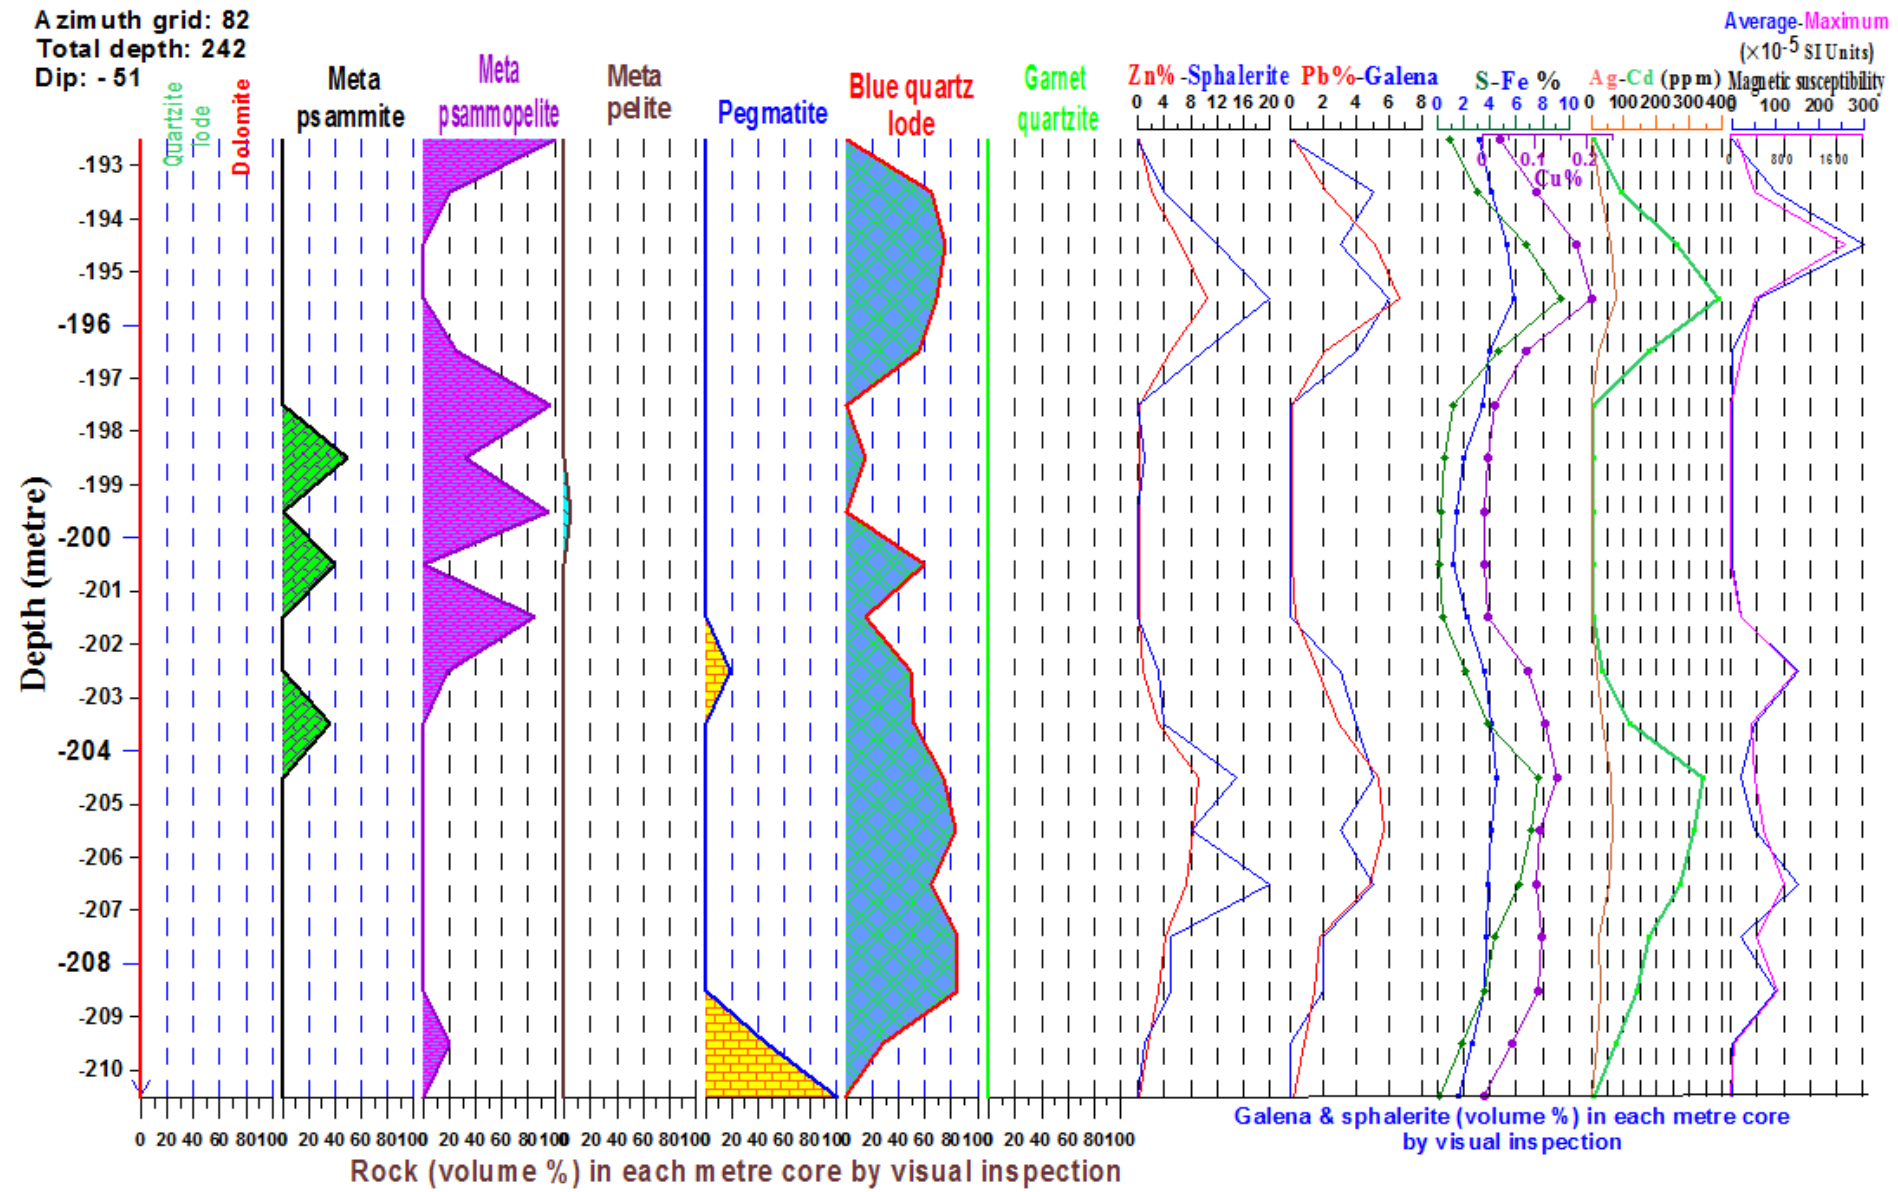 Azimuth grid: 82
Total depth: 242
Dip: - 51
Quartzite
lode
Dolomite
Meta
psammite
Meta
psammopelite
Meta
pelite
Pegmatite
Blue quartz
lode
Garnet
quartzite
Zn% -Sphalerite
0 4 8 12 16 20
Pb%-Galena
0 2 4 6 8
S-Fe %
0 2 4 6 8 10
0 0.1 0.2
Cu%
Ag-Cd (ppm)
0 100 200 300 400
Average-Maximum
(×10-5 SI Units)
Magnetic susceptibility
0 100 200 300
0 800 1600
Depth (metre)
-193
-194
-195
-196
-197
-198
-199
-200
-201
-202
-203
-204
-205
-206
-207
-208
-209
-210
0 20 40 60 80 100 20 40 60 80 100 20 40 60 80 100 0 20 40 60 80 100 20 40 60 80 100 0 20 40 60 80 100 20 40 60 80 100
Rock (volume %) in each metre core by visual inspection
Galena & sphalerite (volume %) in each metre core
by visual inspection